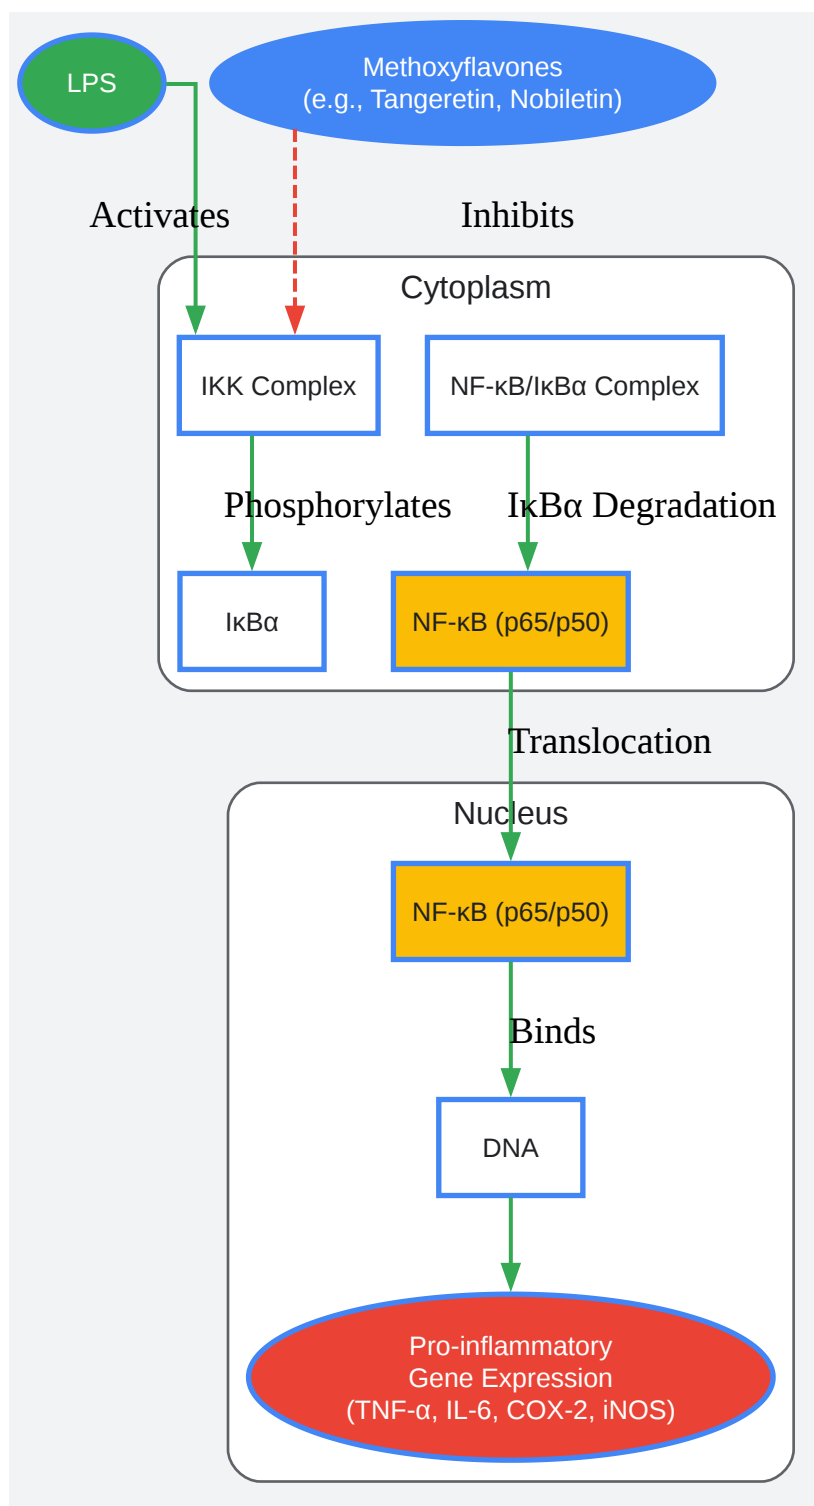 LPS
Methoxyflavones
(e.g., Tangeretin, Nobiletin)
Activates
Inhibits
Cytoplasm
IKK Complex
NF-κB/IκBα Complex
Phosphorylates
IκBα Degradation
IκBα
NF-κB (p65/p50)
Translocation
Nucleus
NF-κB (p65/p50)
Binds
DNA
Pro-inflammatory
Gene Expression
(TNF-α, IL-6, COX-2, iNOS)